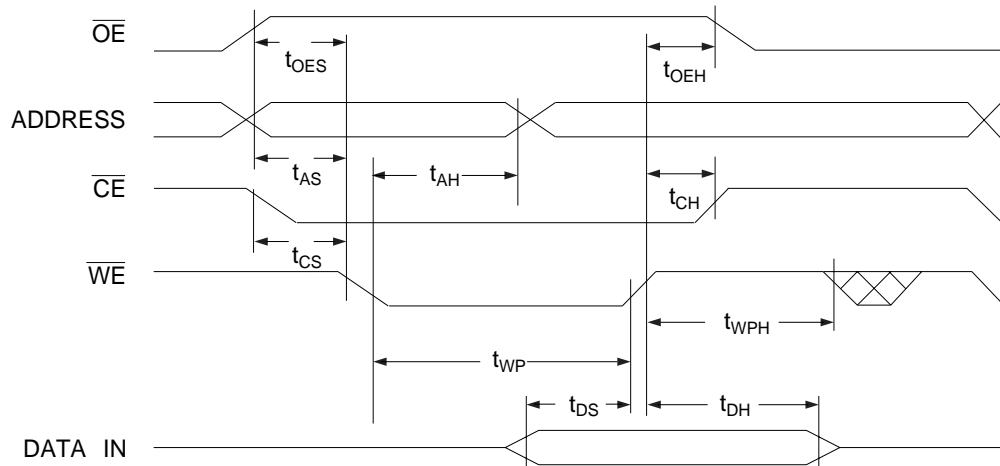 OE
tOES
tOEH
ADDRESS
tAS
tAH
CE
tCH
tCS
WE
tWPH
tWP
tDS
tDH
DATA IN